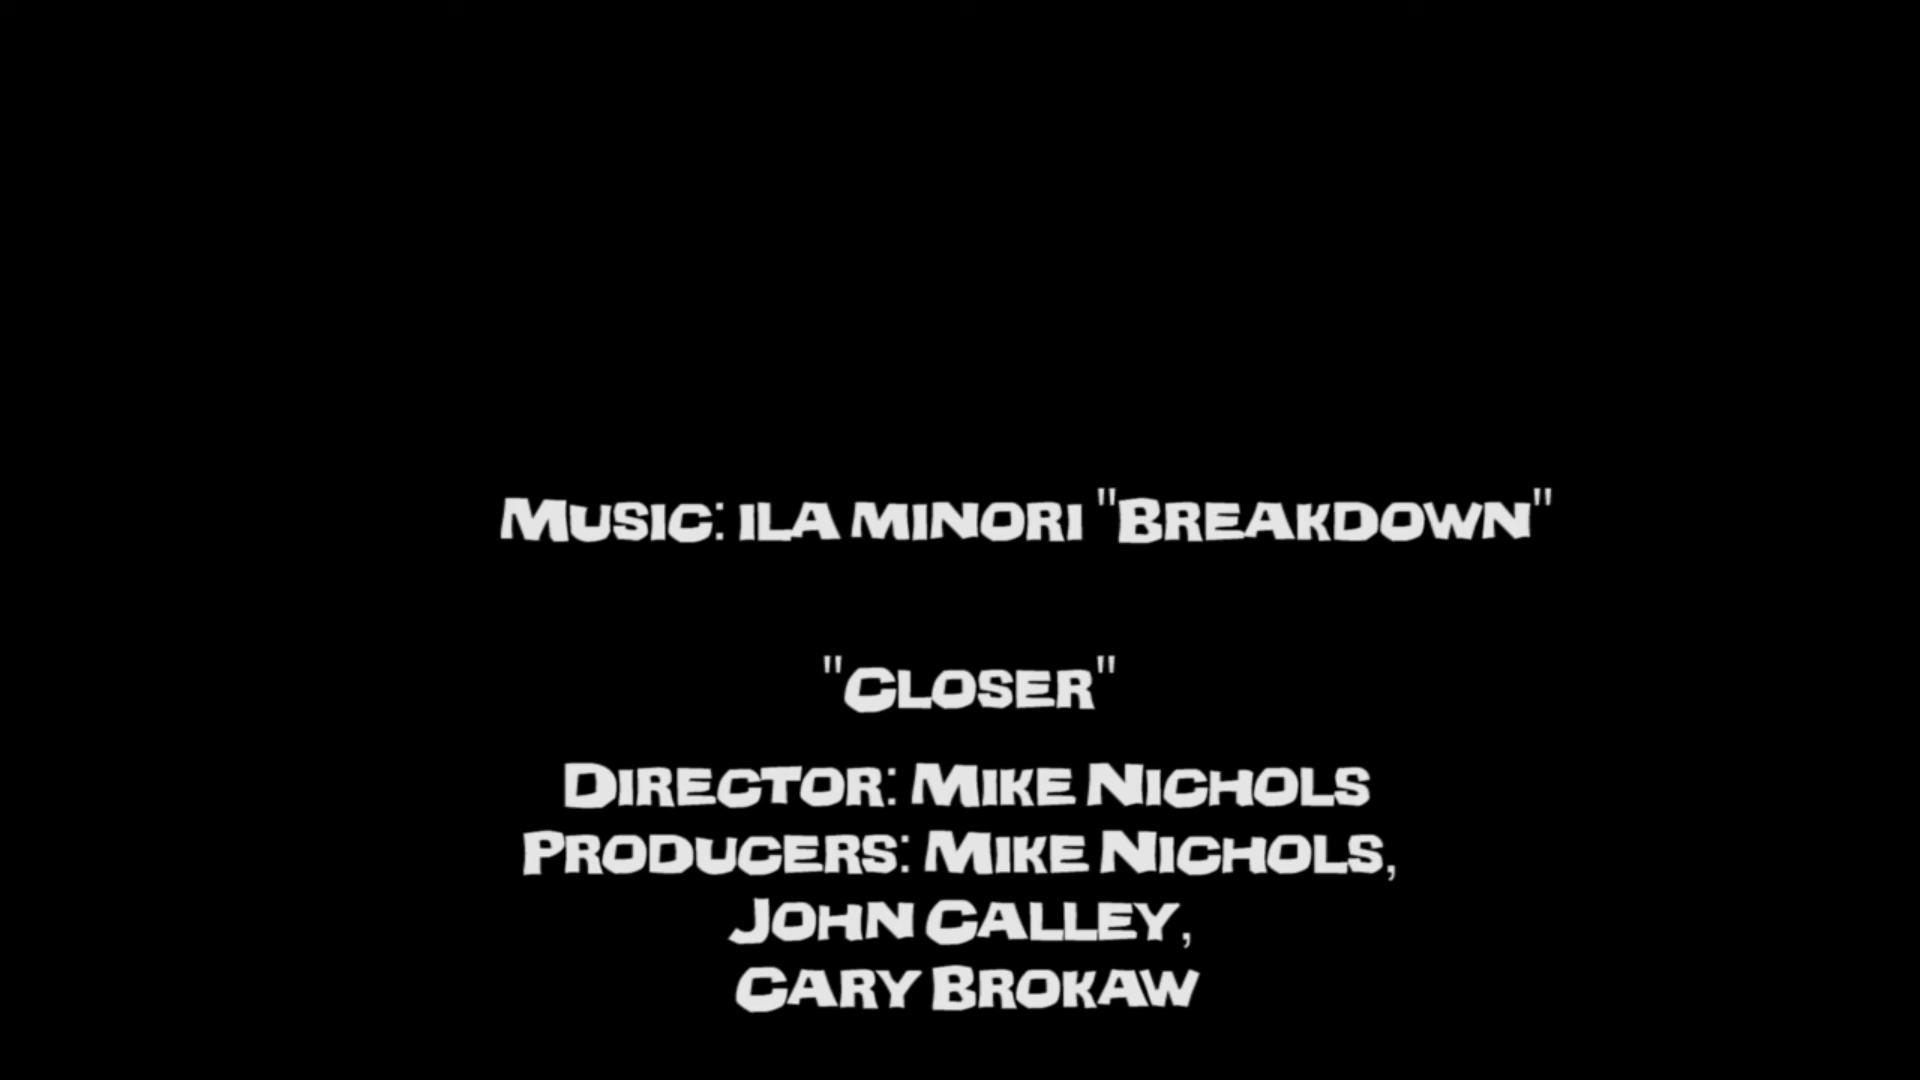 Music: ila minori "Breakdown"
"Closer"
Director: Mike Nichols
Producers: Mike Nichols,
John Calley,
Cary Brokaw